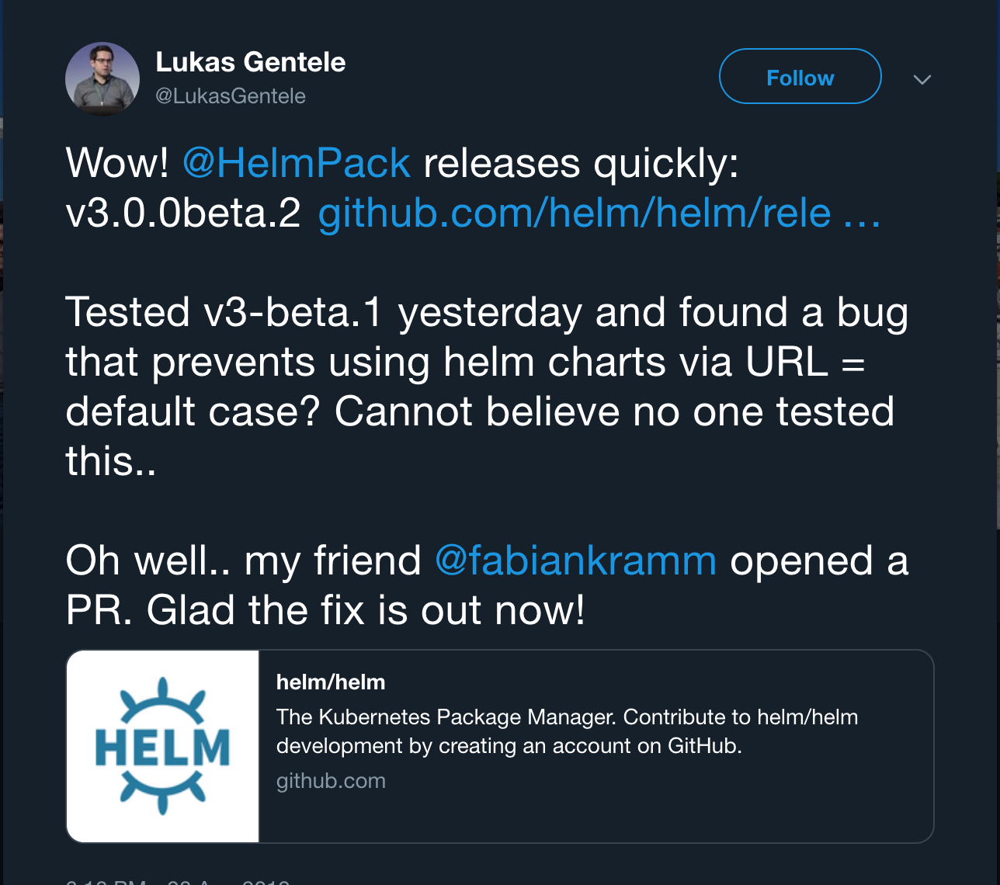 Lukas Gentele
@LukasGentele
Follow
Wow! @HelmPack releases quickly:
v3.0.0beta.2 github.com/helm/helm/rele …
Tested v3-beta.1 yesterday and found a bug
that prevents using helm charts via URL =
default case? Cannot believe no one tested
this..
Oh well.. my friend @fabiankramm opened a
PR. Glad the fix is out now!
HELM
helm/helm
The Kubernetes Package Manager. Contribute to helm/helm
development by creating an account on GitHub.
github.com